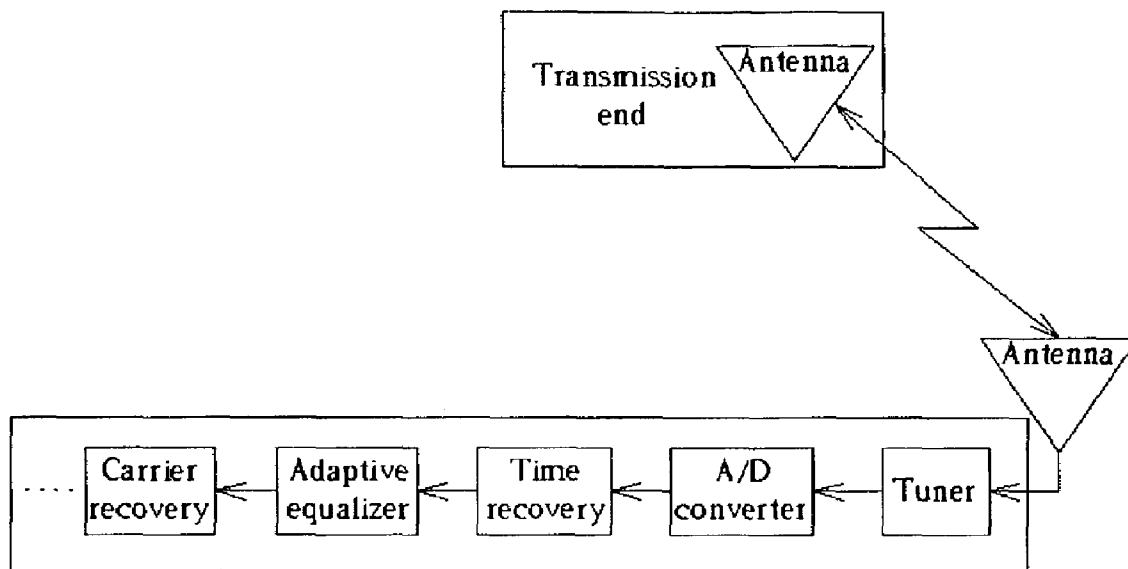 Transmission
end
Antenna
Antenna
Carrier
recovery
Adaptive
equalizer
Time
recovery
A/D
converter
Tuner